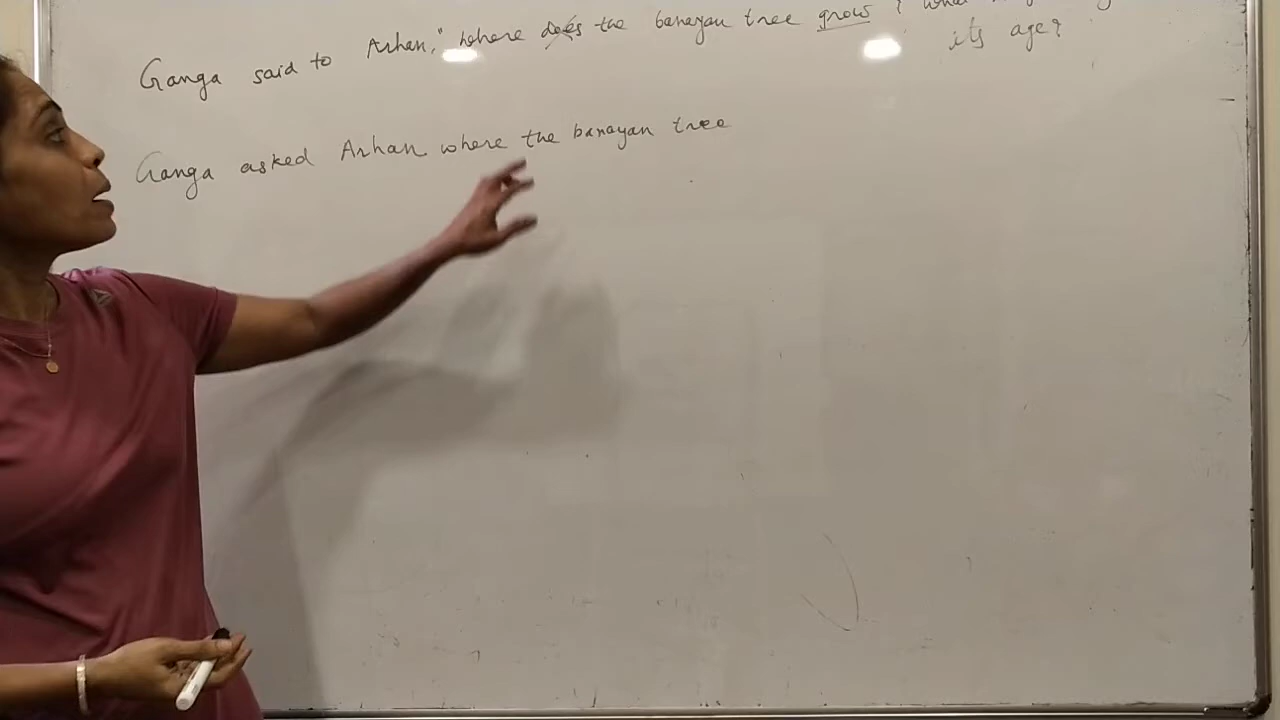 Ganga said to Arhan, "where does the banayan tree grow? what
its age?
Ganga asked Arhan where the banayan tree